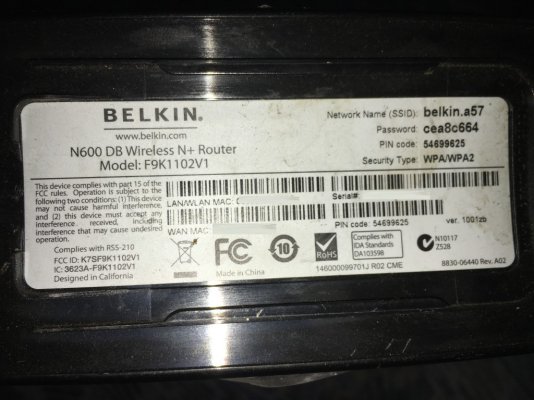 BELKIN.
www.belkin.com
N600 DB Wireless N+ Router
Model: F9K1102V1
Network Name (SSID): belkin.a57
Password: cea8c664
PIN code: 54699625
Security Type: WPA/WPA2
This device complies with part 15 of the
FCC rules. Operation is subject to the
following two conditions: (1) This device
may not cause harmful interference,
and (2) this device must accept any
interference received, including
interference that may cause undesired
operation.
Complies with RSS-210
FCC ID: K7SF9K1102V1
IC: 3623A-F9K1102V1
Designed in California
LAN/WLAN MAC:
Serial#:
WAN MAC:
PIN code: 54699625
ver. 1001zb
FC
Made in China
10
RoHS
Complies with
IDA Standards
DA103598
N10117
Z52B
146000099701J R02 CME
8830-06440 Rev. A02